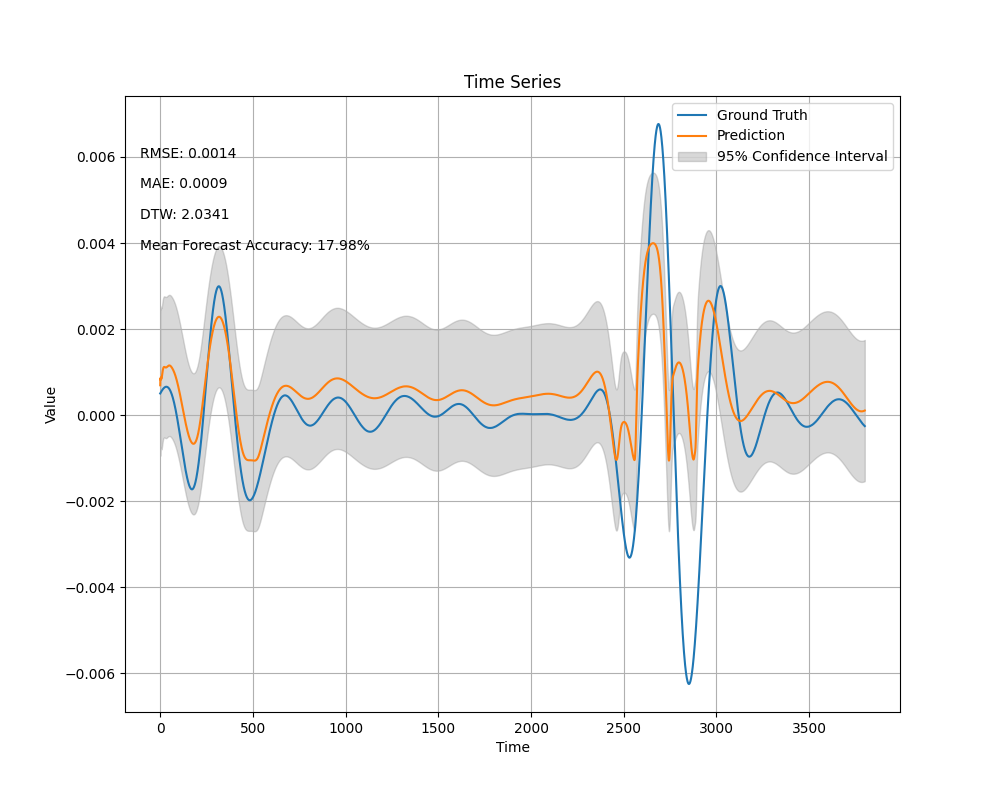 Time Series
Ground Truth
Prediction
95% Confidence Interval
RMSE: 0.0014
MAE: 0.0009
DTW: 2.0341
Mean Forecast Accuracy: 17.98%
Value
0.006
0.004
0.002
0.000
−0.002
−0.004
−0.006
0
500
1000
1500
2000
2500
3000
3500
Time